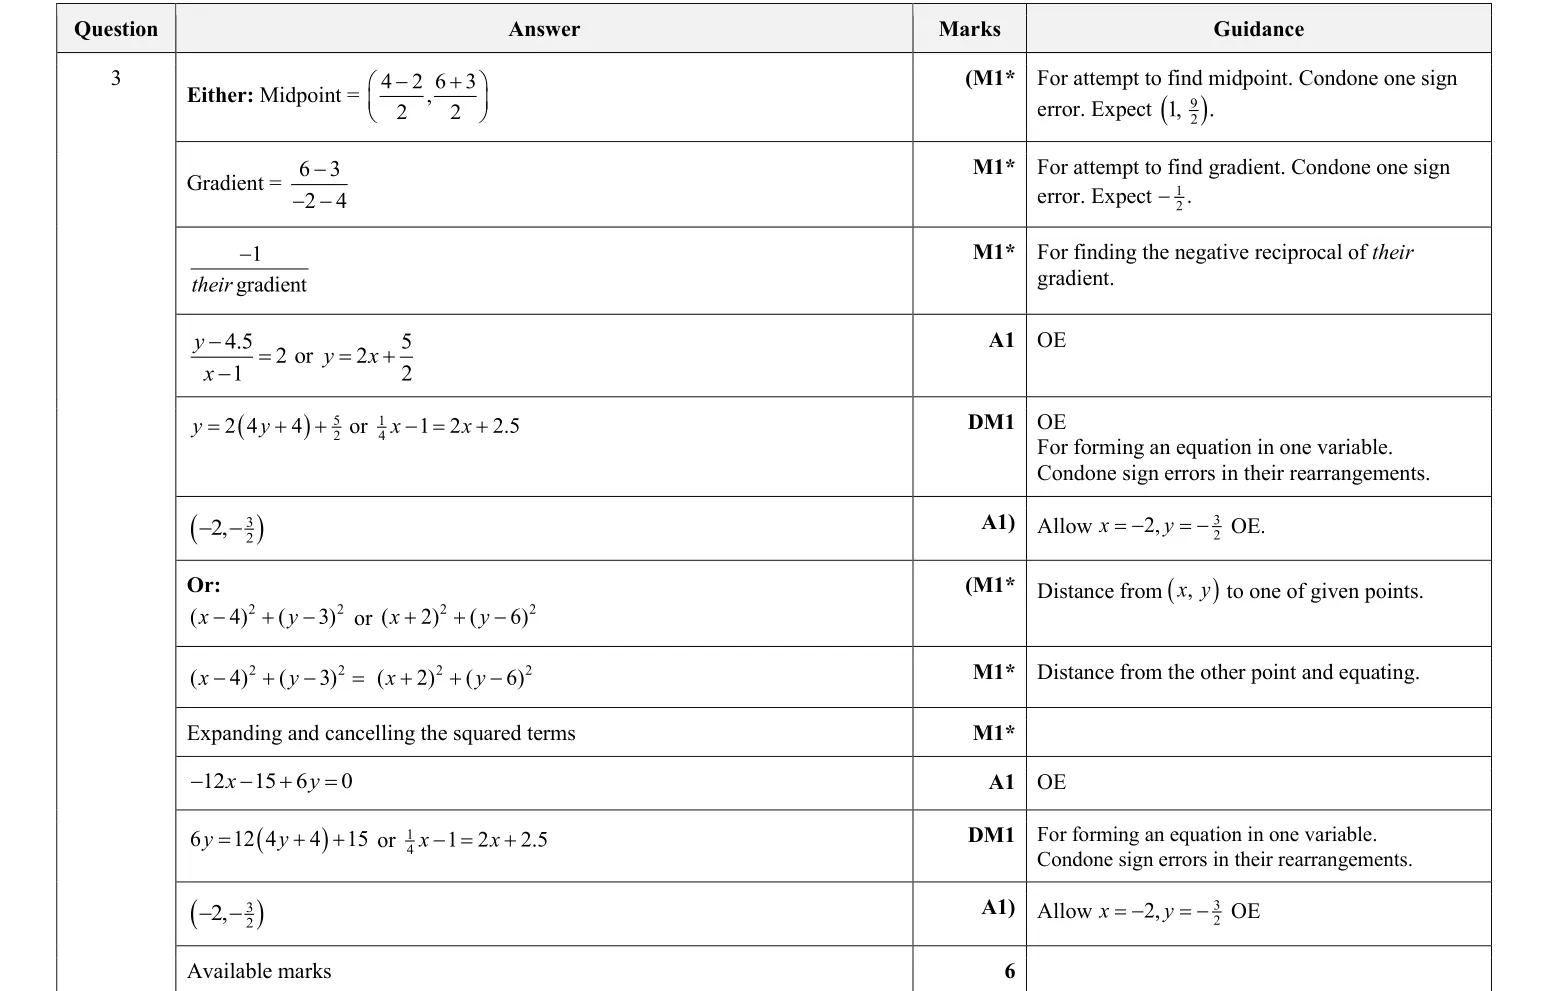 Question Answer Marks Guidance
3 Either: Midpoint = (4 − 2 / 2, 6 + 3 / 2) (M1* For attempt to find midpoint. Condone one sign
error. Expect (1, 9/2).
Gradient = 6 − 3 / −2 − 4 M1* For attempt to find gradient. Condone one sign
error. Expect − 1/2.
−1 / their gradient M1* For finding the negative reciprocal of their
gradient.
y − 4.5 / x − 1 = 2 or y = 2x + 5/2 A1 OE
y = 2(4y + 4) + 5/2 or 1/4 x − 1 = 2x + 2.5 DM1 OE
For forming an equation in one variable.
Condone sign errors in their rearrangements.
(−2, − 3/2) A1) Allow x = −2, y = − 3/2 OE.
Or: (M1* Distance from (x, y) to one of given points.
(x − 4)² + (y − 3)² or (x + 2)² + (y − 6)²
(x − 4)² + (y − 3)² = (x + 2)² + (y − 6)² M1* Distance from the other point and equating.
Expanding and cancelling the squared terms M1*
−12x − 15 + 6y = 0 A1 OE
6y = 12(4y + 4) + 15 or 1/4 x − 1 = 2x + 2.5 DM1 For forming an equation in one variable.
Condone sign errors in their rearrangements.
(−2, − 3/2) A1) Allow x = −2, y = − 3/2 OE
Available marks 6